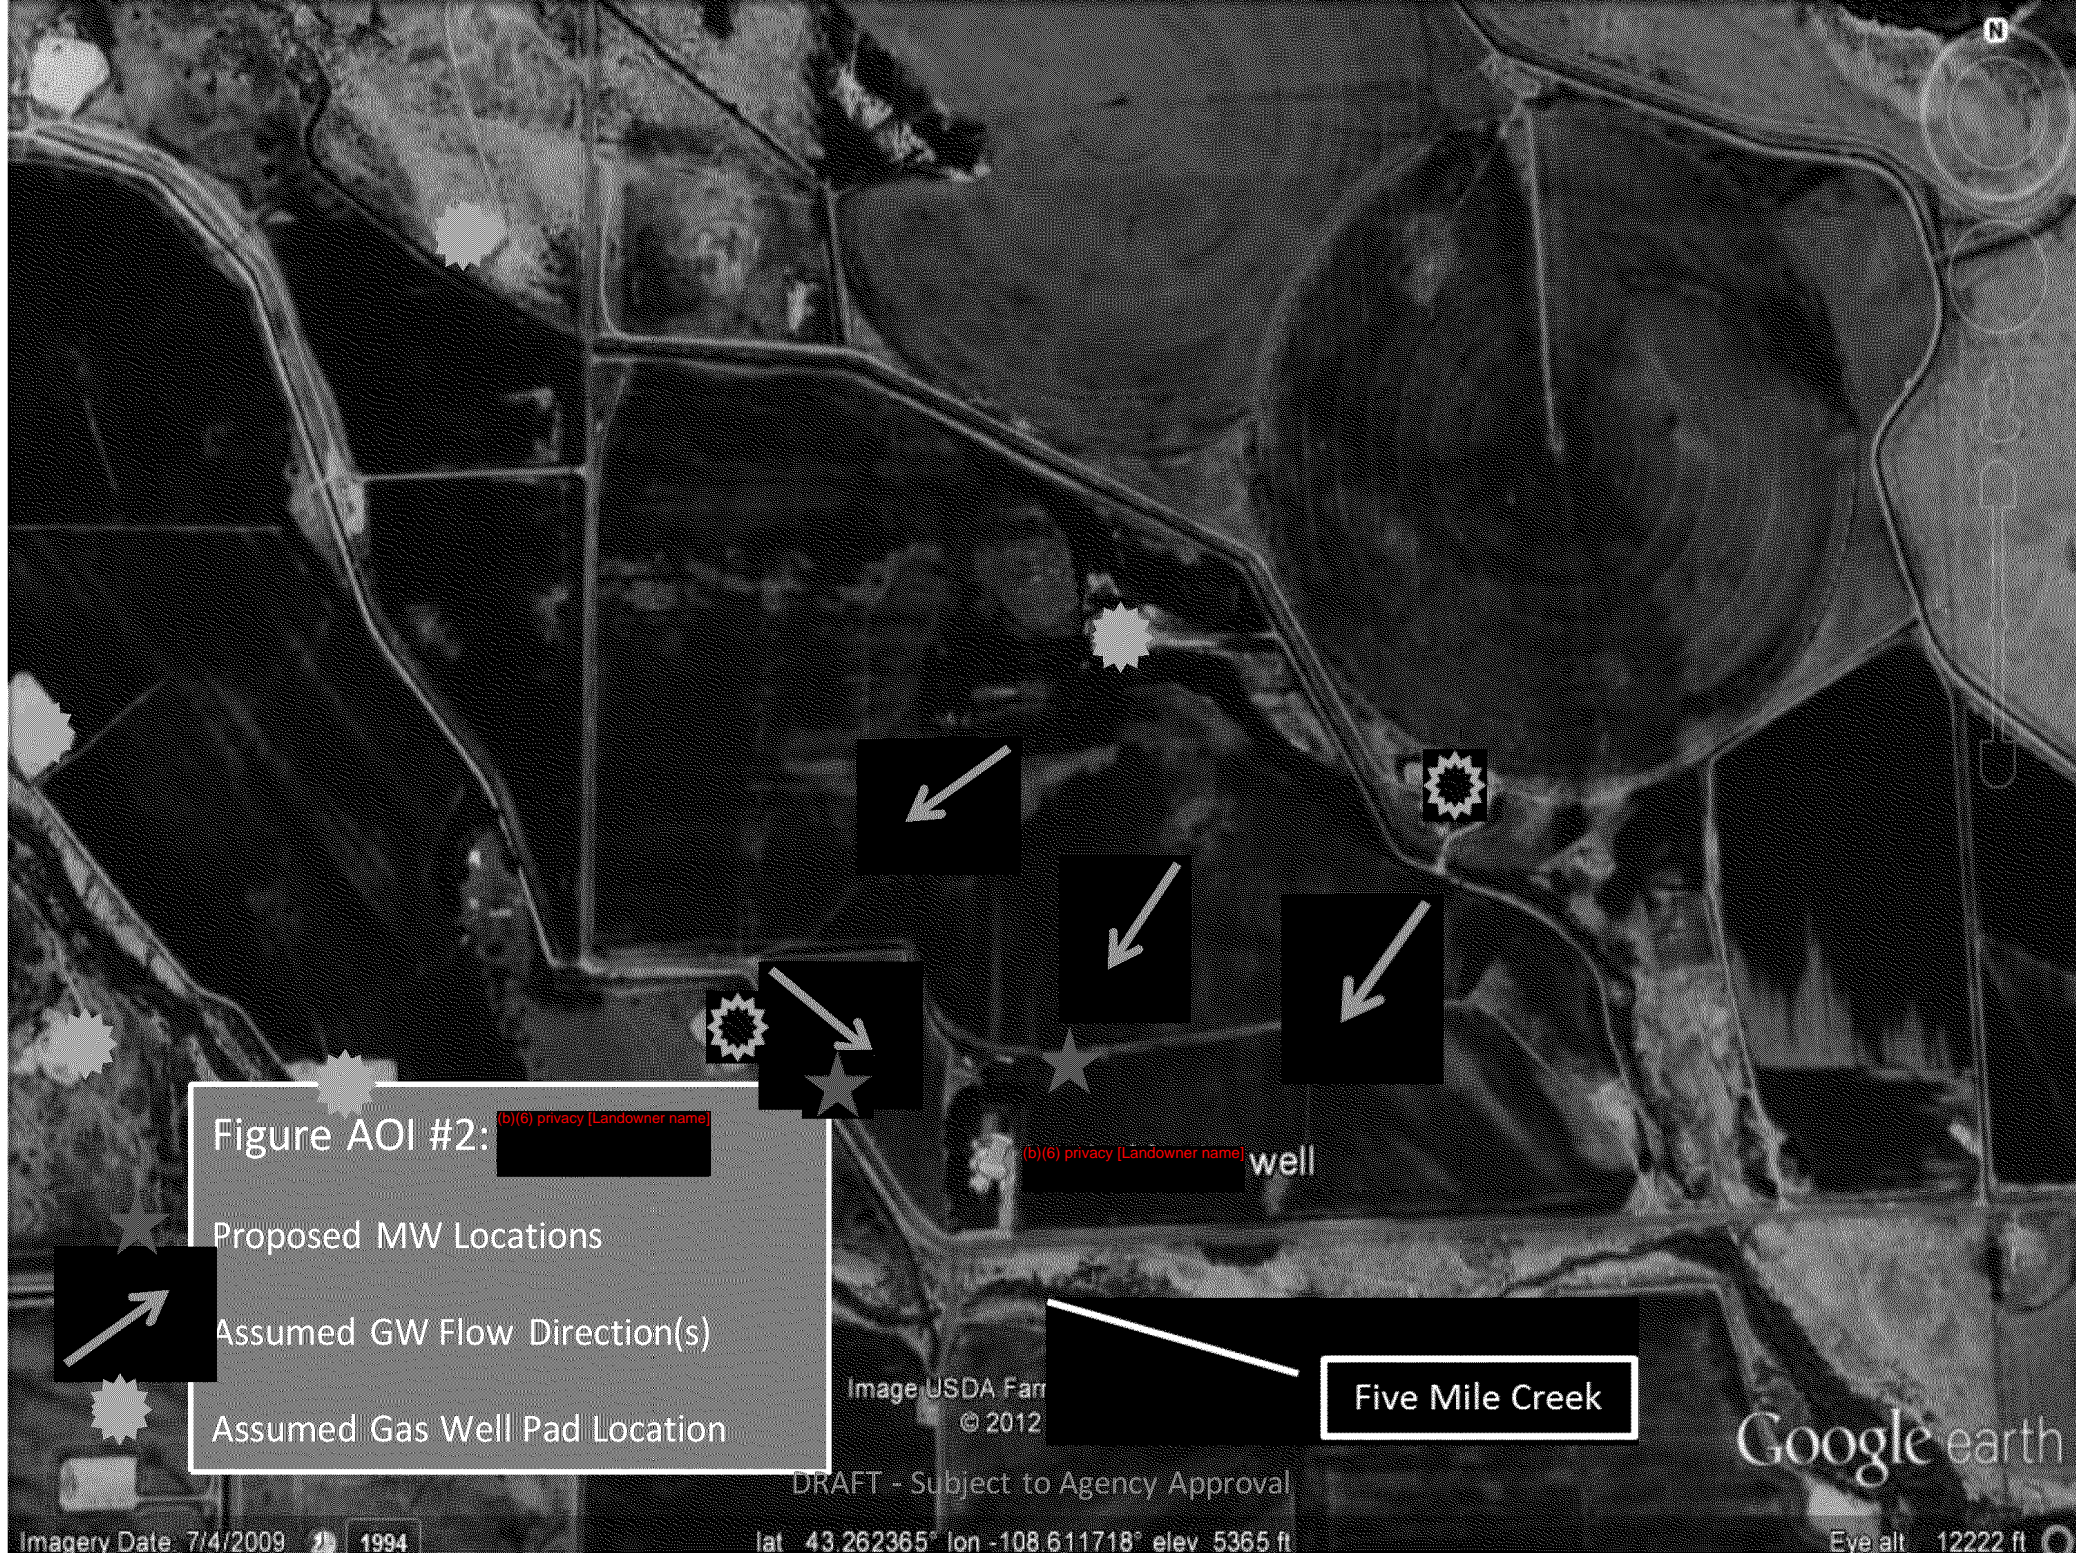 N
Figure AOI #2: (b)(6) privacy [Landowner name]
(b)(6) privacy [Landowner name] well
Proposed MW Locations
Assumed GW Flow Direction(s)
Assumed Gas Well Pad Location
Image USDA Farm
© 2012
Five Mile Creek
Google earth
DRAFT - Subject to Agency Approval
Imagery Date: 7/4/2009
1994
lat 43.262365° lon -108.611718° elev 5365 ft
Eye alt 12222 ft